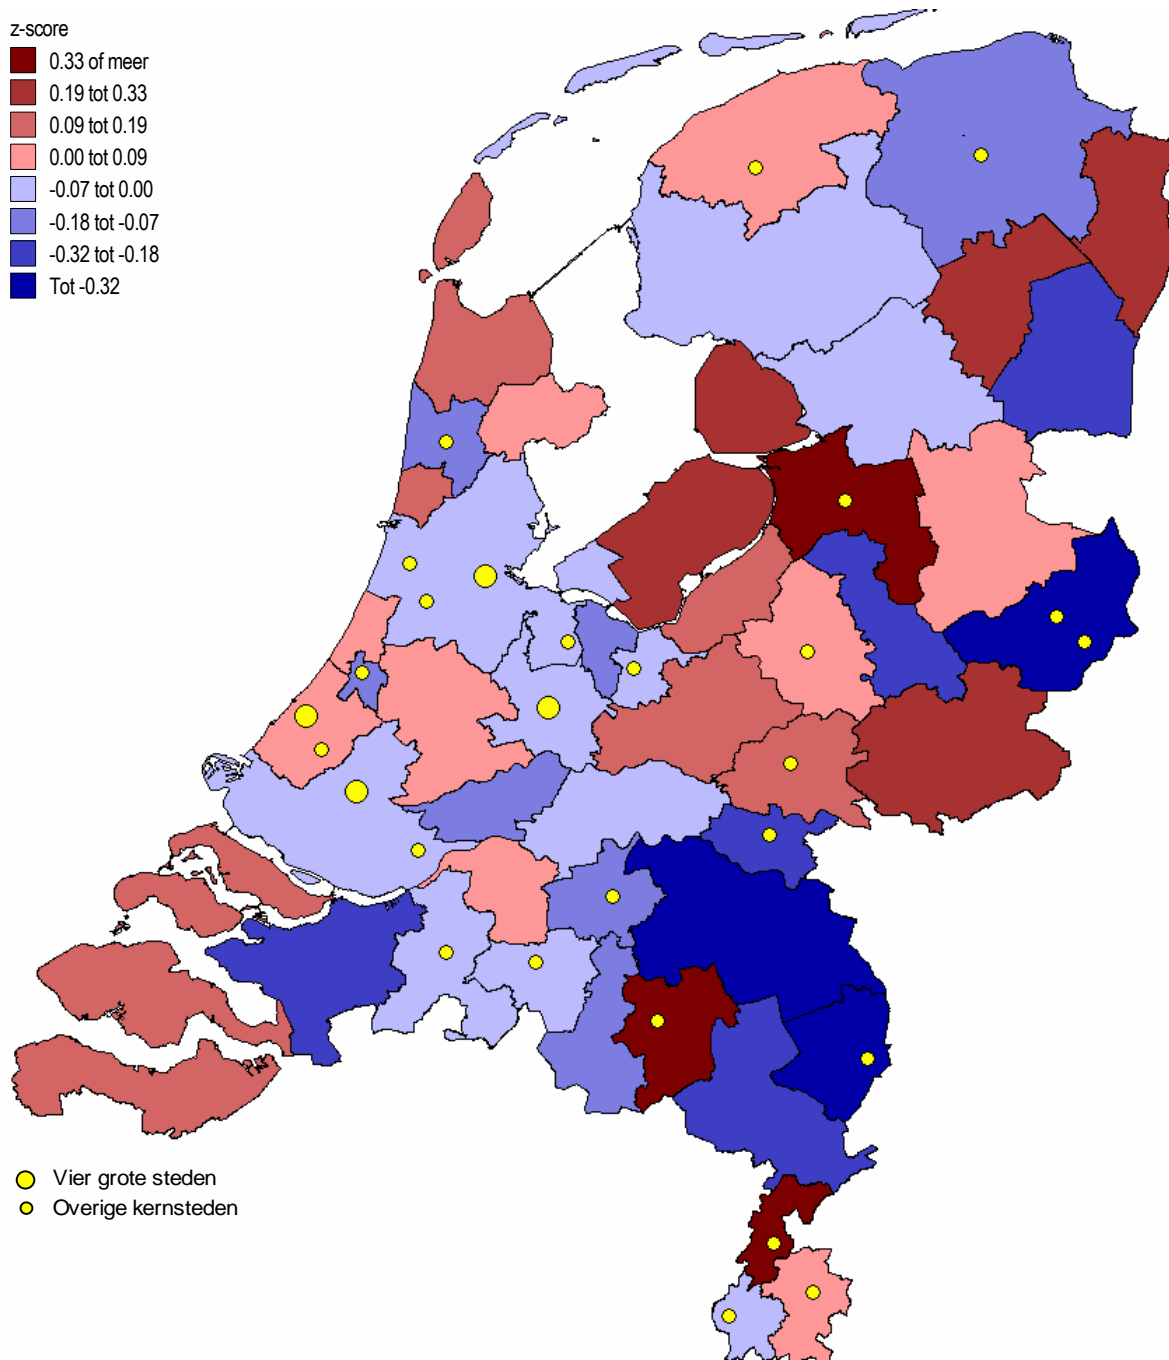 z-score
0.33 of meer
0.19 tot 0.33
0.09 tot 0.19
0.00 tot 0.09
-0.07 tot 0.00
-0.18 tot -0.07
-0.32 tot -0.18
Tot -0.32
Vier grote steden
Overige kernsteden